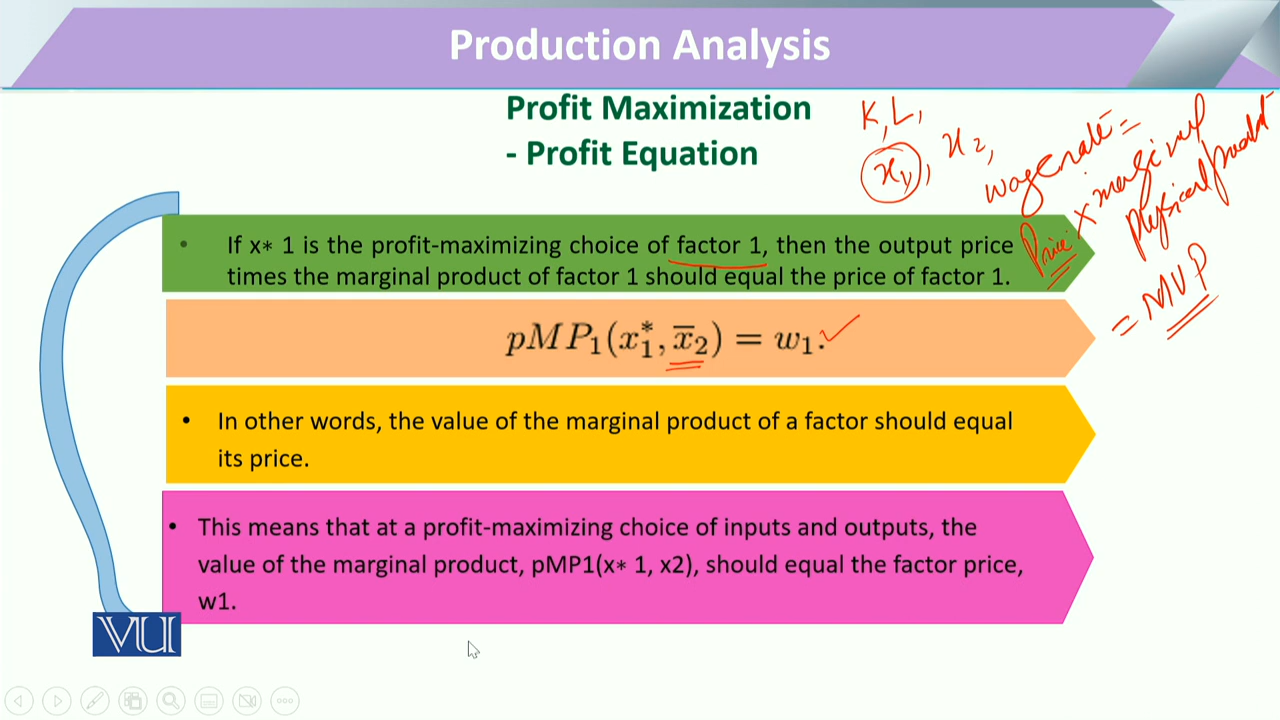 Production Analysis
Profit Maximization
- Profit Equation
K, L,
x₁, x₂,
wage rate =
Price × marginal
physical product
= MVP
• If x∗ 1 is the profit-maximizing choice of factor 1, then the output price
times the marginal product of factor 1 should equal the price of factor 1.
pMP₁(x₁*, x̄₂) = w₁.
• In other words, the value of the marginal product of a factor should equal
its price.
• This means that at a profit-maximizing choice of inputs and outputs, the
value of the marginal product, pMP1(x∗ 1, x2), should equal the factor price,
w1.
VU